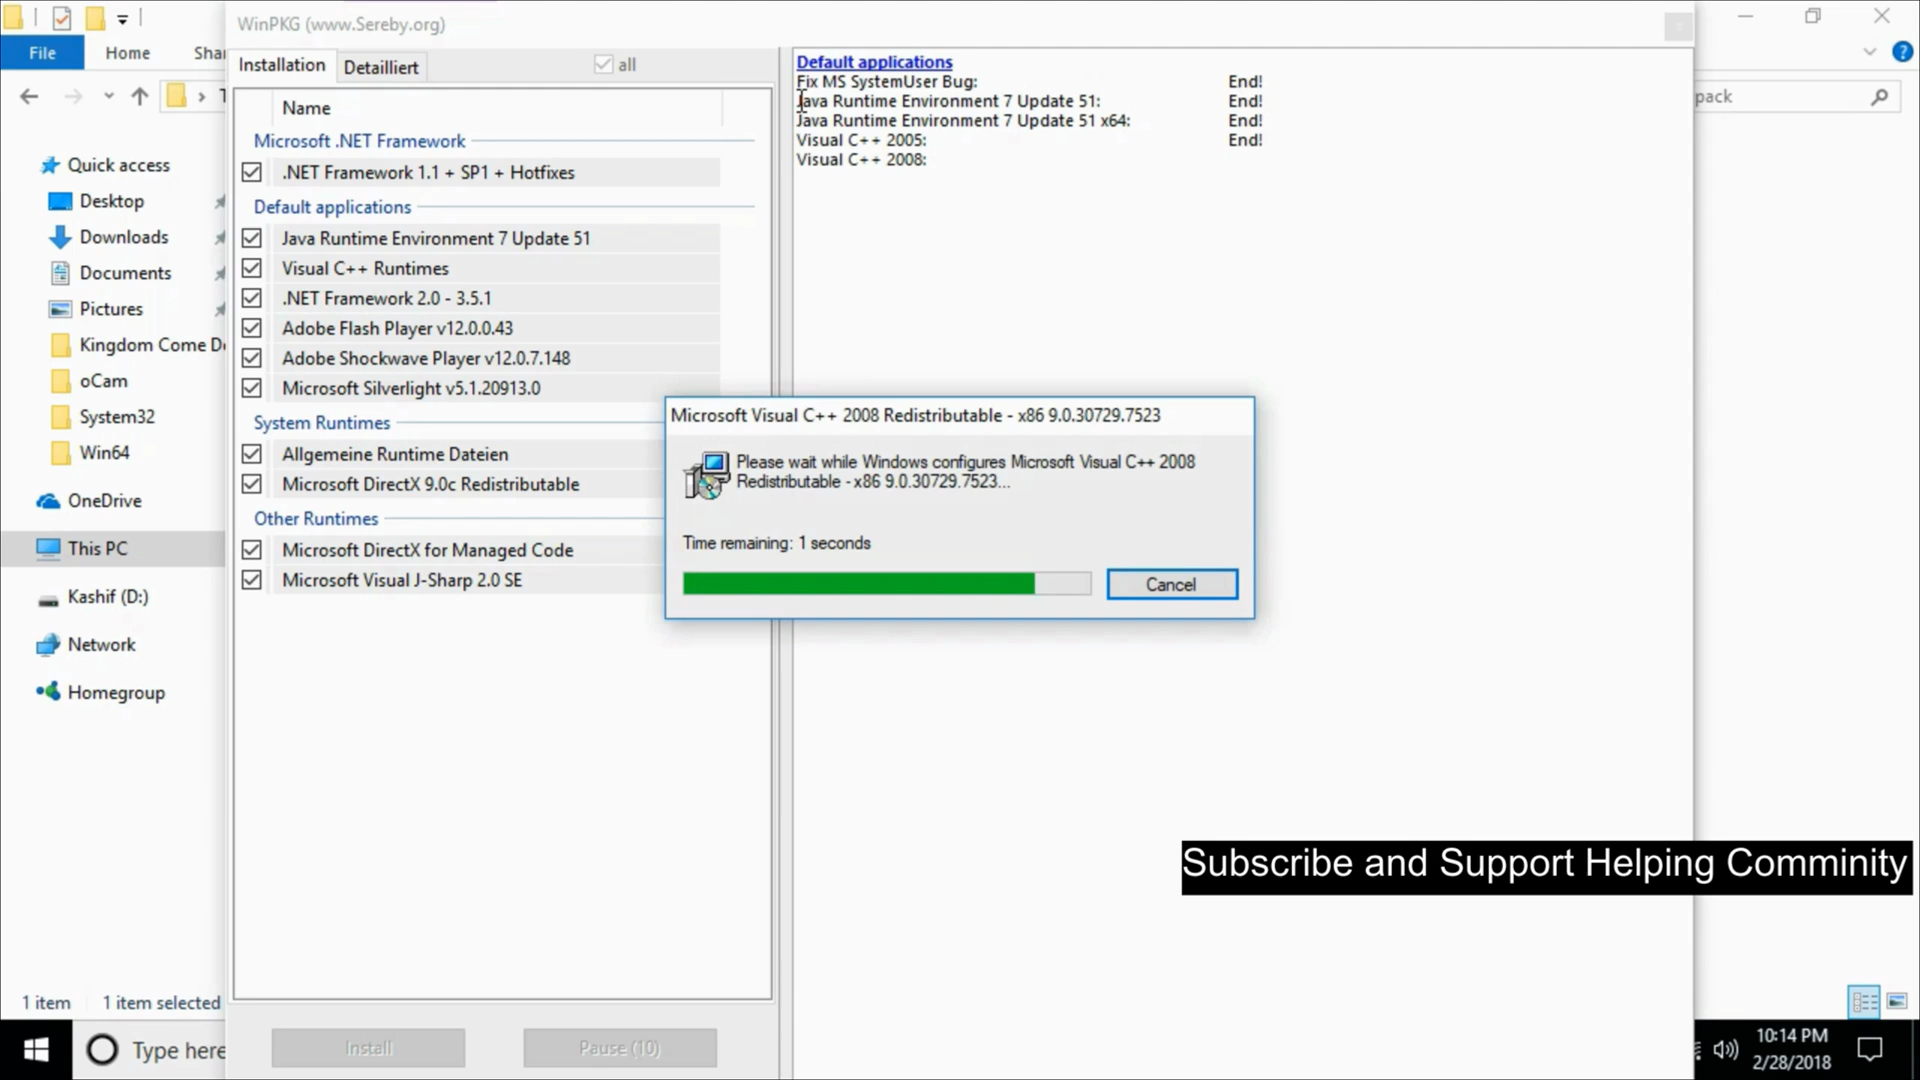 WinPKG (www.Sereby.org)
File
Home
Sha
Installation
Detailliert
all
Name
Microsoft .NET Framework
.NET Framework 1.1 + SP1 + Hotfixes
Default applications
Java Runtime Environment 7 Update 51
Visual C++ Runtimes
.NET Framework 2.0 - 3.5.1
Adobe Flash Player v12.0.0.43
Adobe Shockwave Player v12.0.7.148
Microsoft Silverlight v5.1.20913.0
System Runtimes
Allgemeine Runtime Dateien
Microsoft DirectX 9.0c Redistributable
Other Runtimes
Microsoft DirectX for Managed Code
Microsoft Visual J-Sharp 2.0 SE
Install
Pause (10)
Default applications
Fix MS SystemUser Bug: End!
Java Runtime Environment 7 Update 51: End!
Java Runtime Environment 7 Update 51 x64: End!
Visual C++ 2005: End!
Visual C++ 2008:
Microsoft Visual C++ 2008 Redistributable - x86 9.0.30729.7523
Please wait while Windows configures Microsoft Visual C++ 2008
Redistributable - x86 9.0.30729.7523...
Time remaining: 1 seconds
Cancel
pack
Quick access
Desktop
Downloads
Documents
Pictures
Kingdom Come De
oCam
System32
Win64
OneDrive
This PC
Kashif (D:)
Network
Homegroup
Subscribe and Support Helping Comminity
1 item
1 item selected
Type here
10:14 PM
2/28/2018